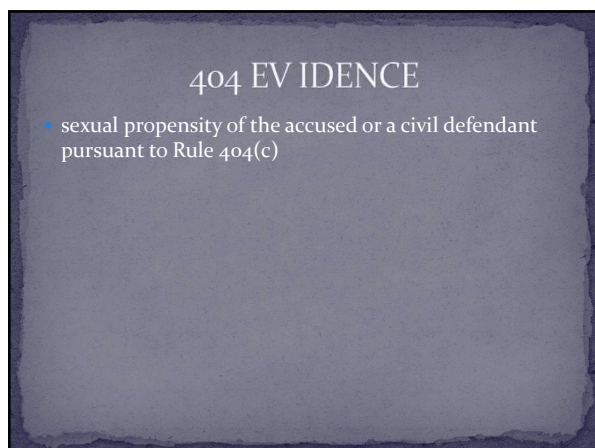 404 EV IDENCE
• sexual propensity of the accused or a civil defendant
pursuant to Rule 404(c)